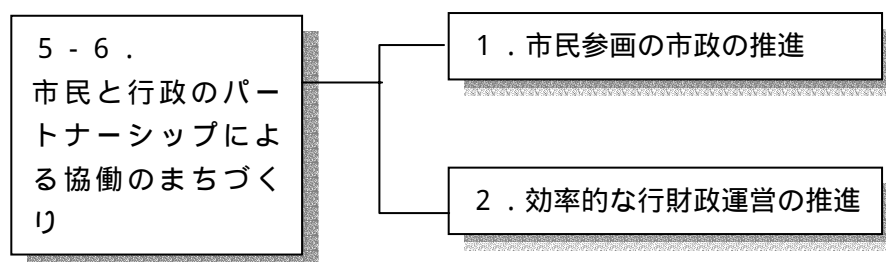 ５-６．
市民と行政のパー
トナーシップによ
る協働のまちづく
り
１．市民参画の市政の推進
２．効率的な行財政運営の推進